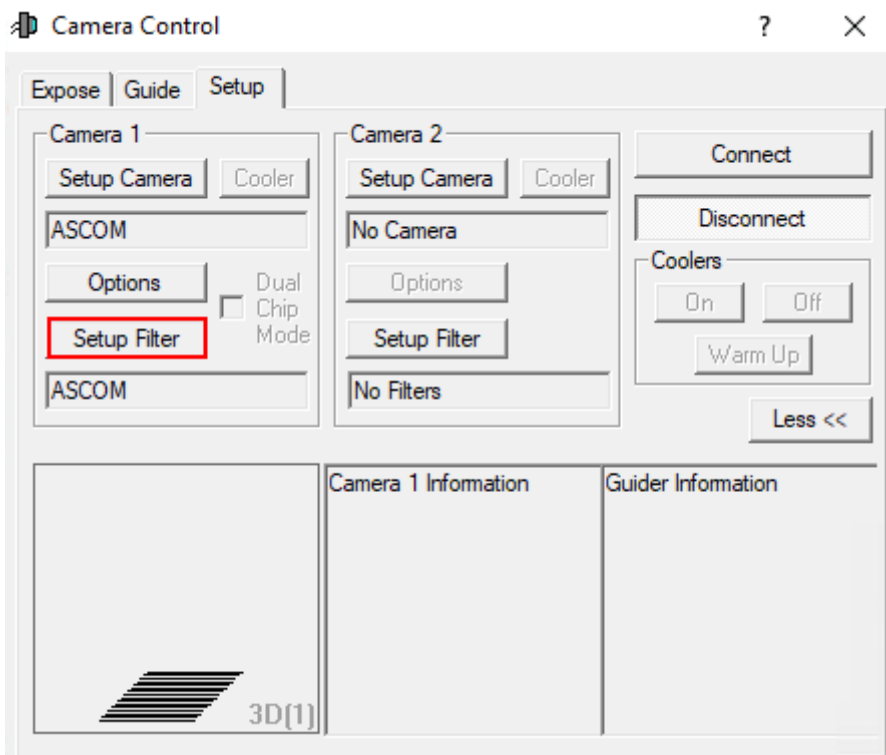 Camera Control
?
Expose
Guide
Setup
Camera 1
Setup Camera
Cooler
ASCOM
Options
Dual
Chip
Mode
Setup Filter
ASCOM
Camera 2
Setup Camera
Cooler
No Camera
Options
Setup Filter
No Filters
Connect
Disconnect
Coolers
On
Off
Warm Up
Less <<
3D(1)
Camera 1 Information
Guider Information